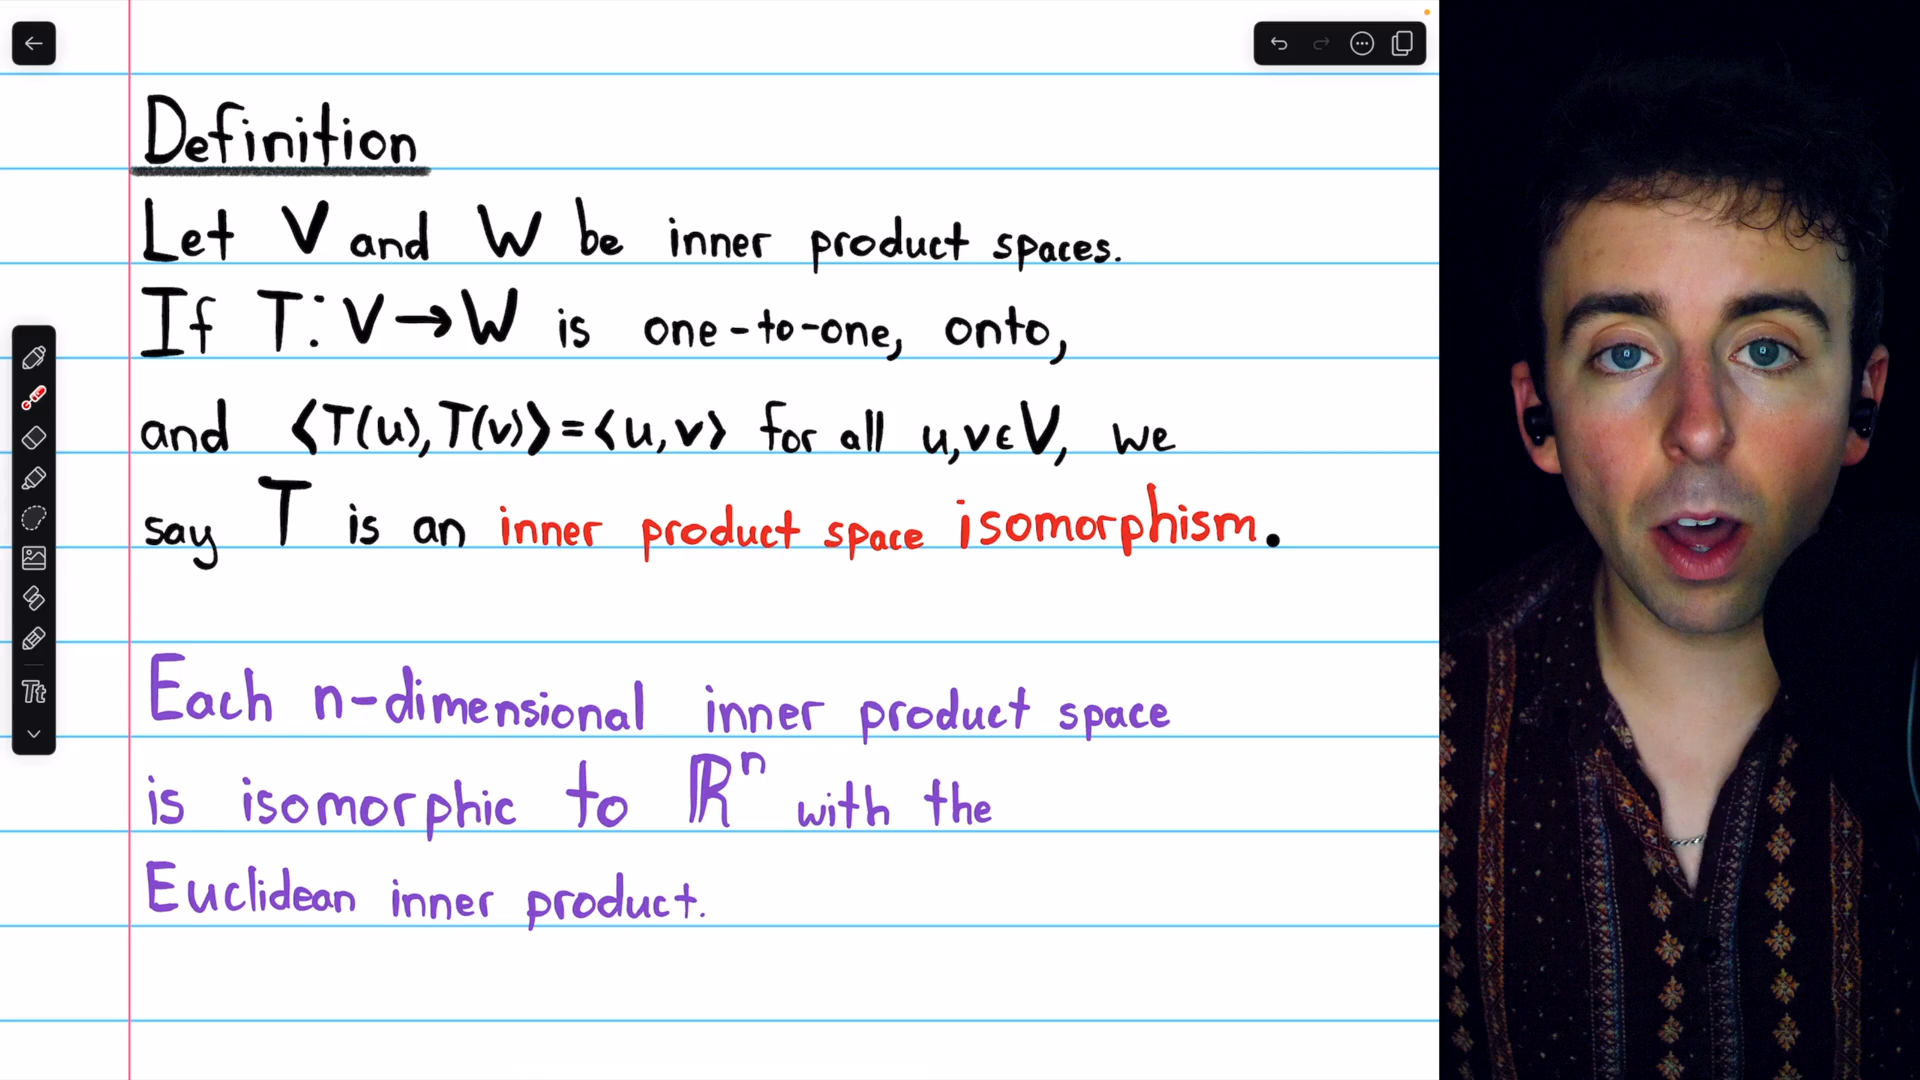 Definition
Let V and W be inner product spaces.
If T: V→W is one-to-one, onto,
and ⟨T(u), T(v)⟩ = ⟨u, v⟩ for all u,v∈V, we
say T is an inner product space isomorphism.
Each n-dimensional inner product space
is isomorphic to ℝⁿ with the
Euclidean inner product.
Tt